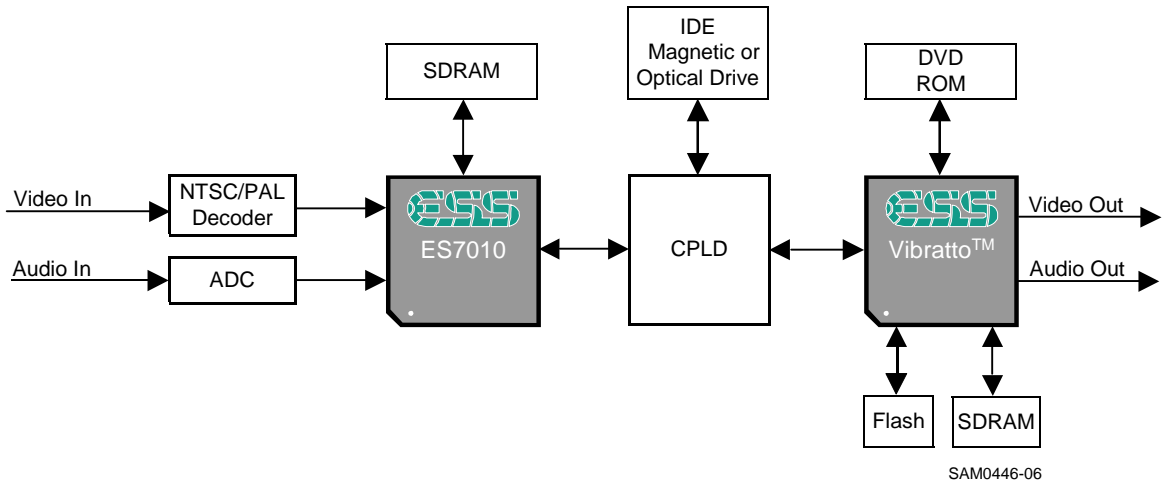 IDE
Magnetic or
Optical Drive
SDRAM
DVD
ROM
Video In
NTSC/PAL
Decoder
ESS
ES7010
CPLD
ESS
Vibratto™
Video Out
Audio In
ADC
Audio Out
Flash
SDRAM
SAM0446-06